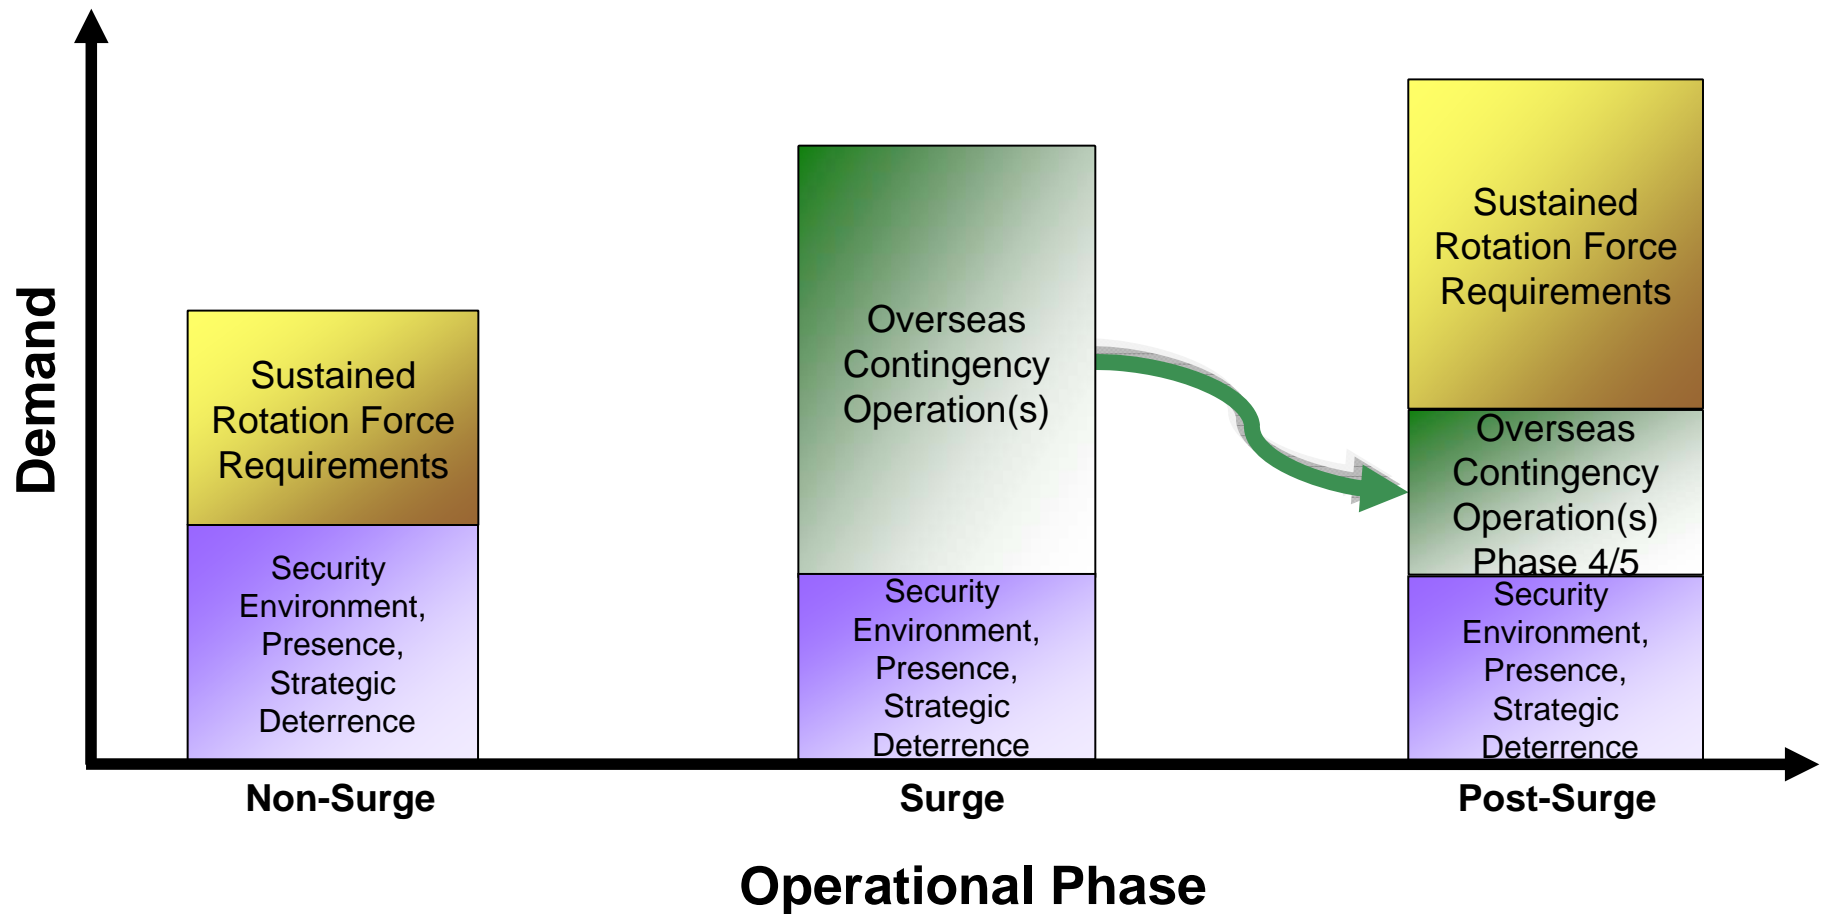 Demand
Sustained
Rotation Force
Requirements
Security
Environment,
Presence,
Strategic
Deterrence
Non-Surge
Overseas
Contingency
Operation(s)
Security
Environment,
Presence,
Strategic
Deterrence
Surge
Sustained
Rotation Force
Requirements
Overseas
Contingency
Operation(s)
Phase 4/5
Security
Environment,
Presence,
Strategic
Deterrence
Post-Surge
Operational Phase